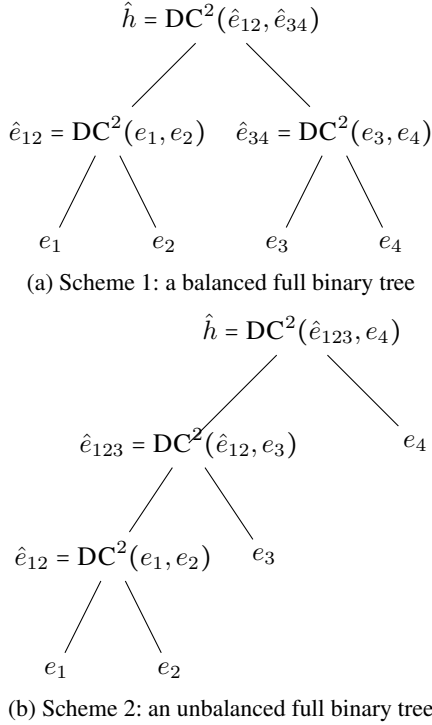 ĥ = DC²(ê₁₂, ê₃₄)
ê₁₂ = DC²(e₁, e₂) ê₃₄ = DC²(e₃, e₄)
e₁ e₂ e₃ e₄
(a) Scheme 1: a balanced full binary tree
ĥ = DC²(ê₁₂₃, e₄)
ê₁₂₃ = DC²(ê₁₂, e₃) e₄
ê₁₂ = DC²(e₁, e₂) e₃
e₁ e₂
(b) Scheme 2: an unbalanced full binary tree